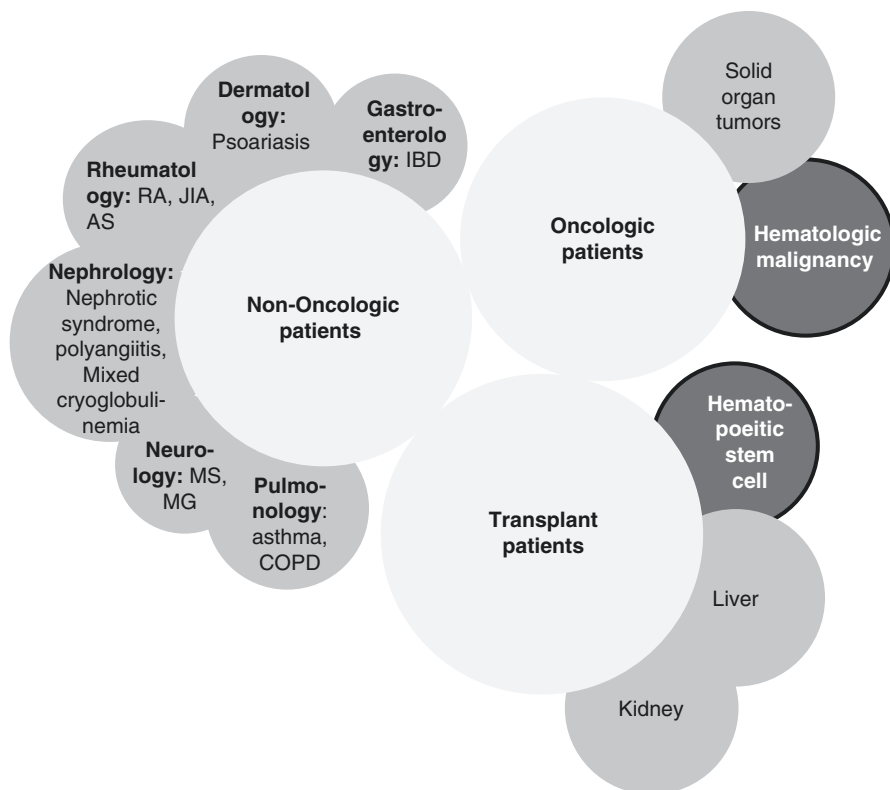 Dermatol
ogy:
Psoariasis
Gastro-
enterolo
gy: IBD
Rheumatol
ogy: RA, JIA,
AS
Nephrology:
Nephrotic
syndrome,
polyangiitis,
Mixed
cryoglobuli-
nemia
Neuro-
logy: MS,
MG
Pulmo-
nology:
asthma,
COPD
Non-Oncologic
patients
Solid
organ
tumors
Oncologic
patients
Hematologic
malignancy
Hemato-
poeitic
stem
cell
Transplant
patients
Liver
Kidney